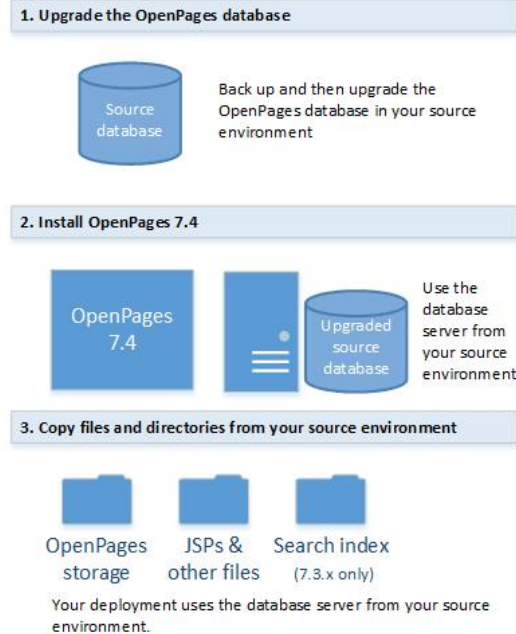 1. Upgrade the OpenPages database
Source
database
Back up and then upgrade the
OpenPages database in your source
environment
2. Install OpenPages 7.4
OpenPages
7.4
Upgraded
source
database
Use the
database
server from
your source
environment
3. Copy files and directories from your source environment
OpenPages
storage
JSPs &
other files
Search index
(7.3.x only)
Your deployment uses the database server from your source
environment.